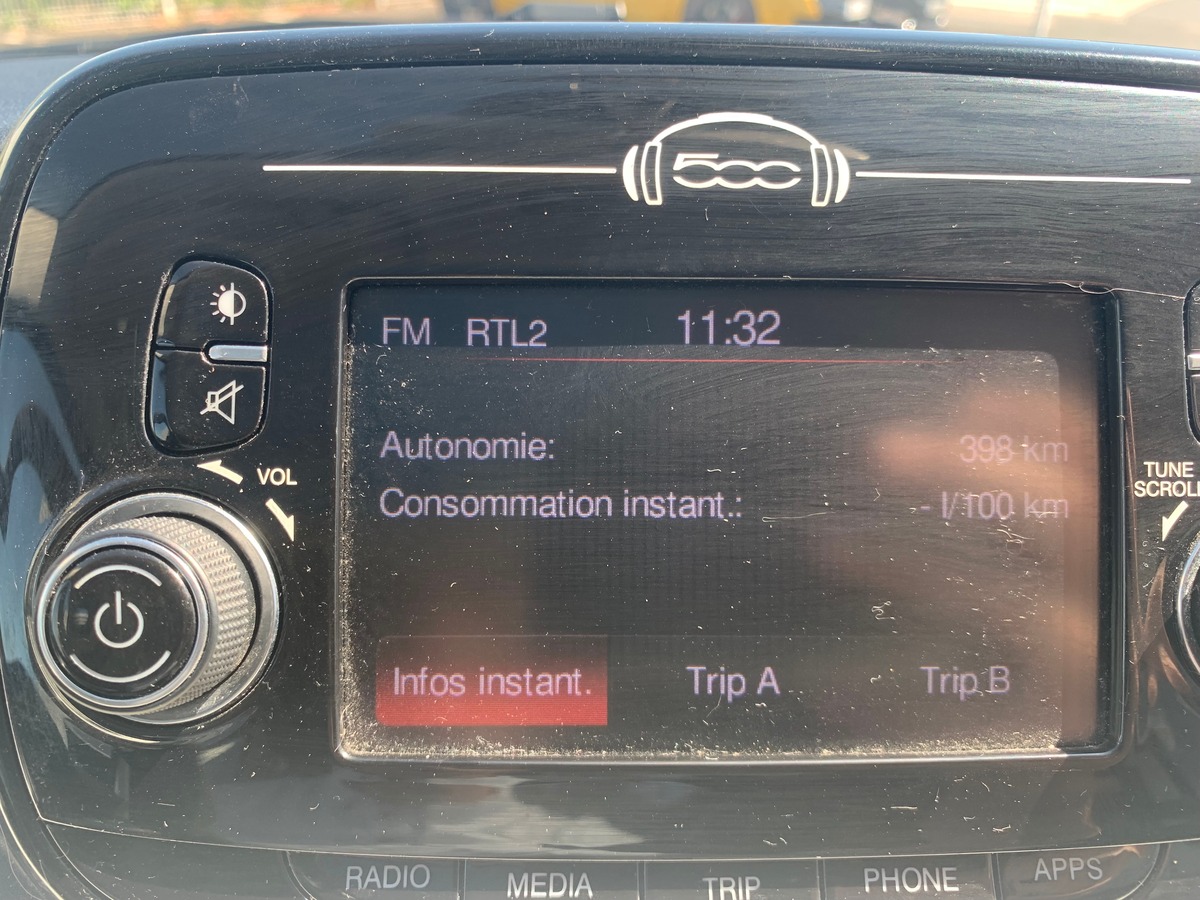 500
FM RTL2 11:32
Autonomie: 398 km
VOL
TUNE
SCROLL
Consommation instant.: - l/100 km
Infos instant. Trip A Trip B
RADIO MEDIA TRIP PHONE APPS